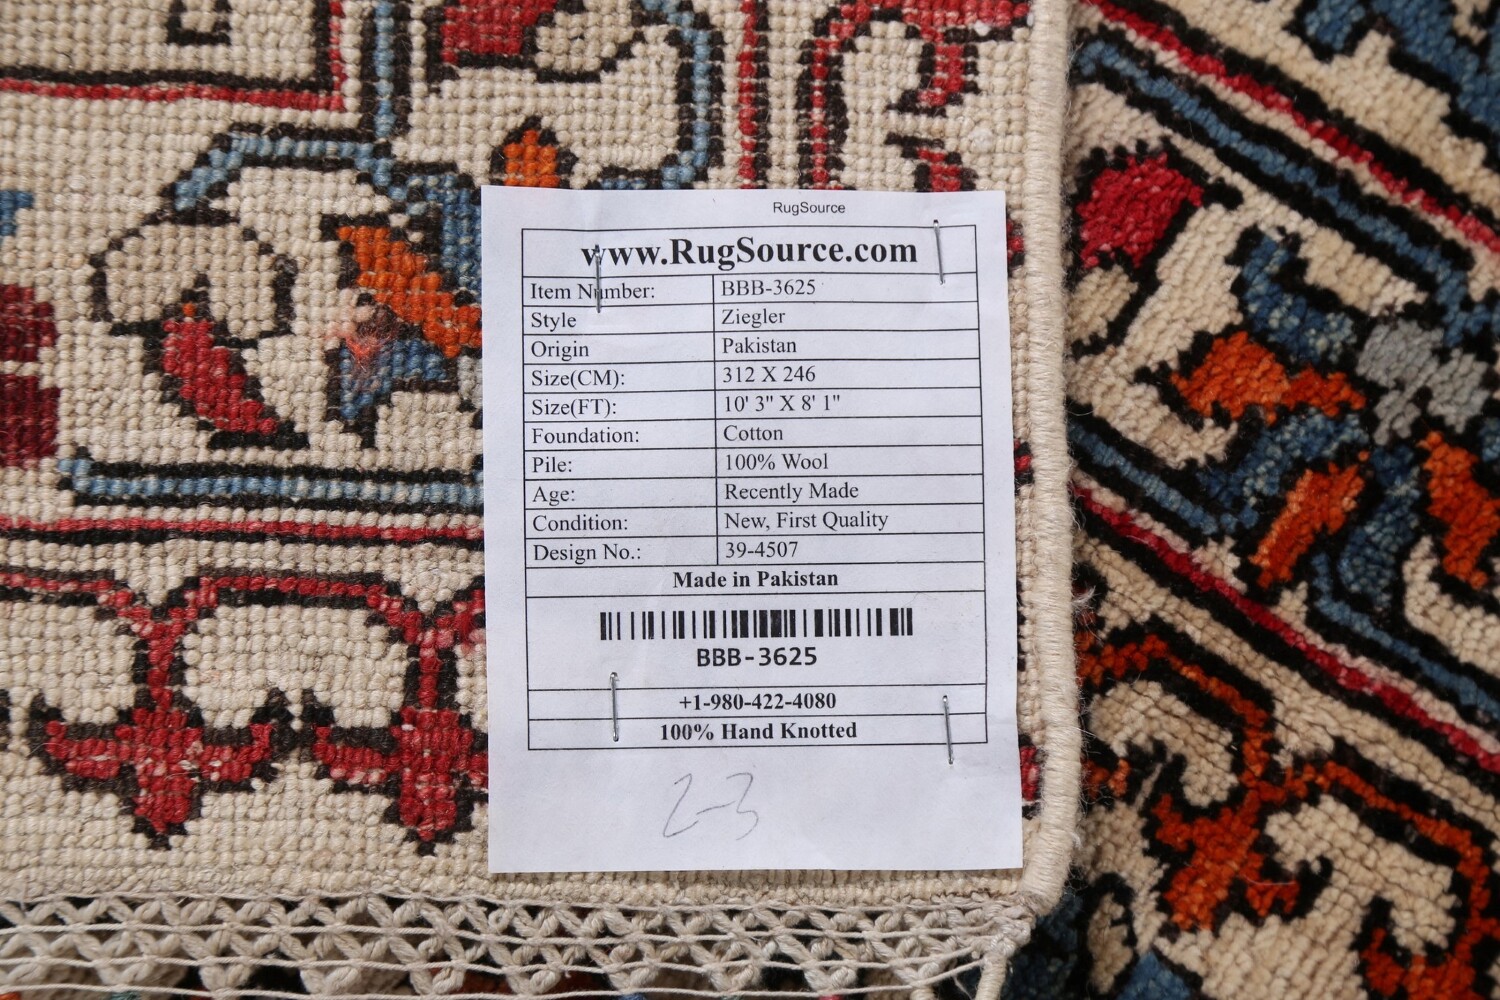 RugSource
www.RugSource.com
Item Number: BBB-3625
Style Ziegler
Origin Pakistan
Size(CM): 312 X 246
Size(FT): 10' 3" X 8' 1"
Foundation: Cotton
Pile: 100% Wool
Age: Recently Made
Condition: New, First Quality
Design No.: 39-4507
Made in Pakistan
BBB-3625
+1-980-422-4080
100% Hand Knotted
2-3